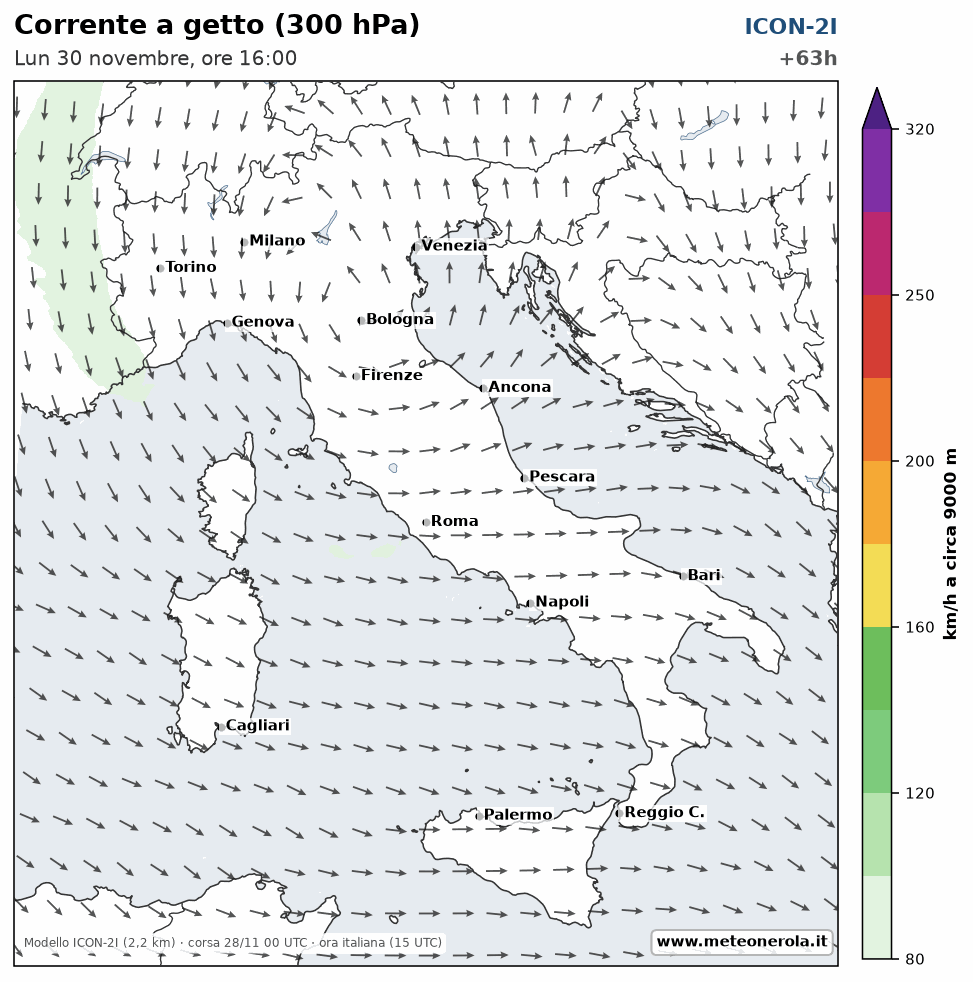 Corrente a getto (300 hPa)
ICON-2I
Lun 30 novembre, ore 16:00
+63h
Milano
Venezia
Torino
Genova
Bologna
Firenze
Ancona
Pescara
Roma
Bari
Napoli
Cagliari
Palermo
Reggio C.
320
250
200
160
120
80
km/h a circa 9000 m
Modello ICON-2I (2,2 km) · corsa 28/11 00 UTC · ora italiana (15 UTC)
www.meteonerola.it